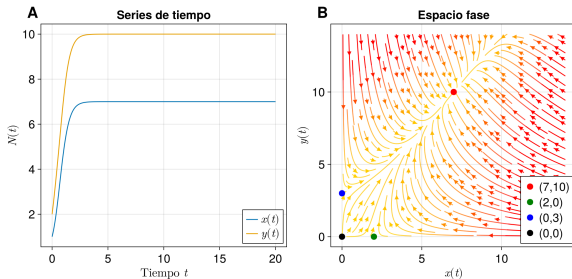 A
Series de tiempo
N(t)
10
8
6
4
2
0
5
10
15
20
Tiempo t
x(t)
y(t)
B
Espacio fase
y(t)
10
5
0
0
5
10
x(t)
(7,10)
(2,0)
(0,3)
(0,0)